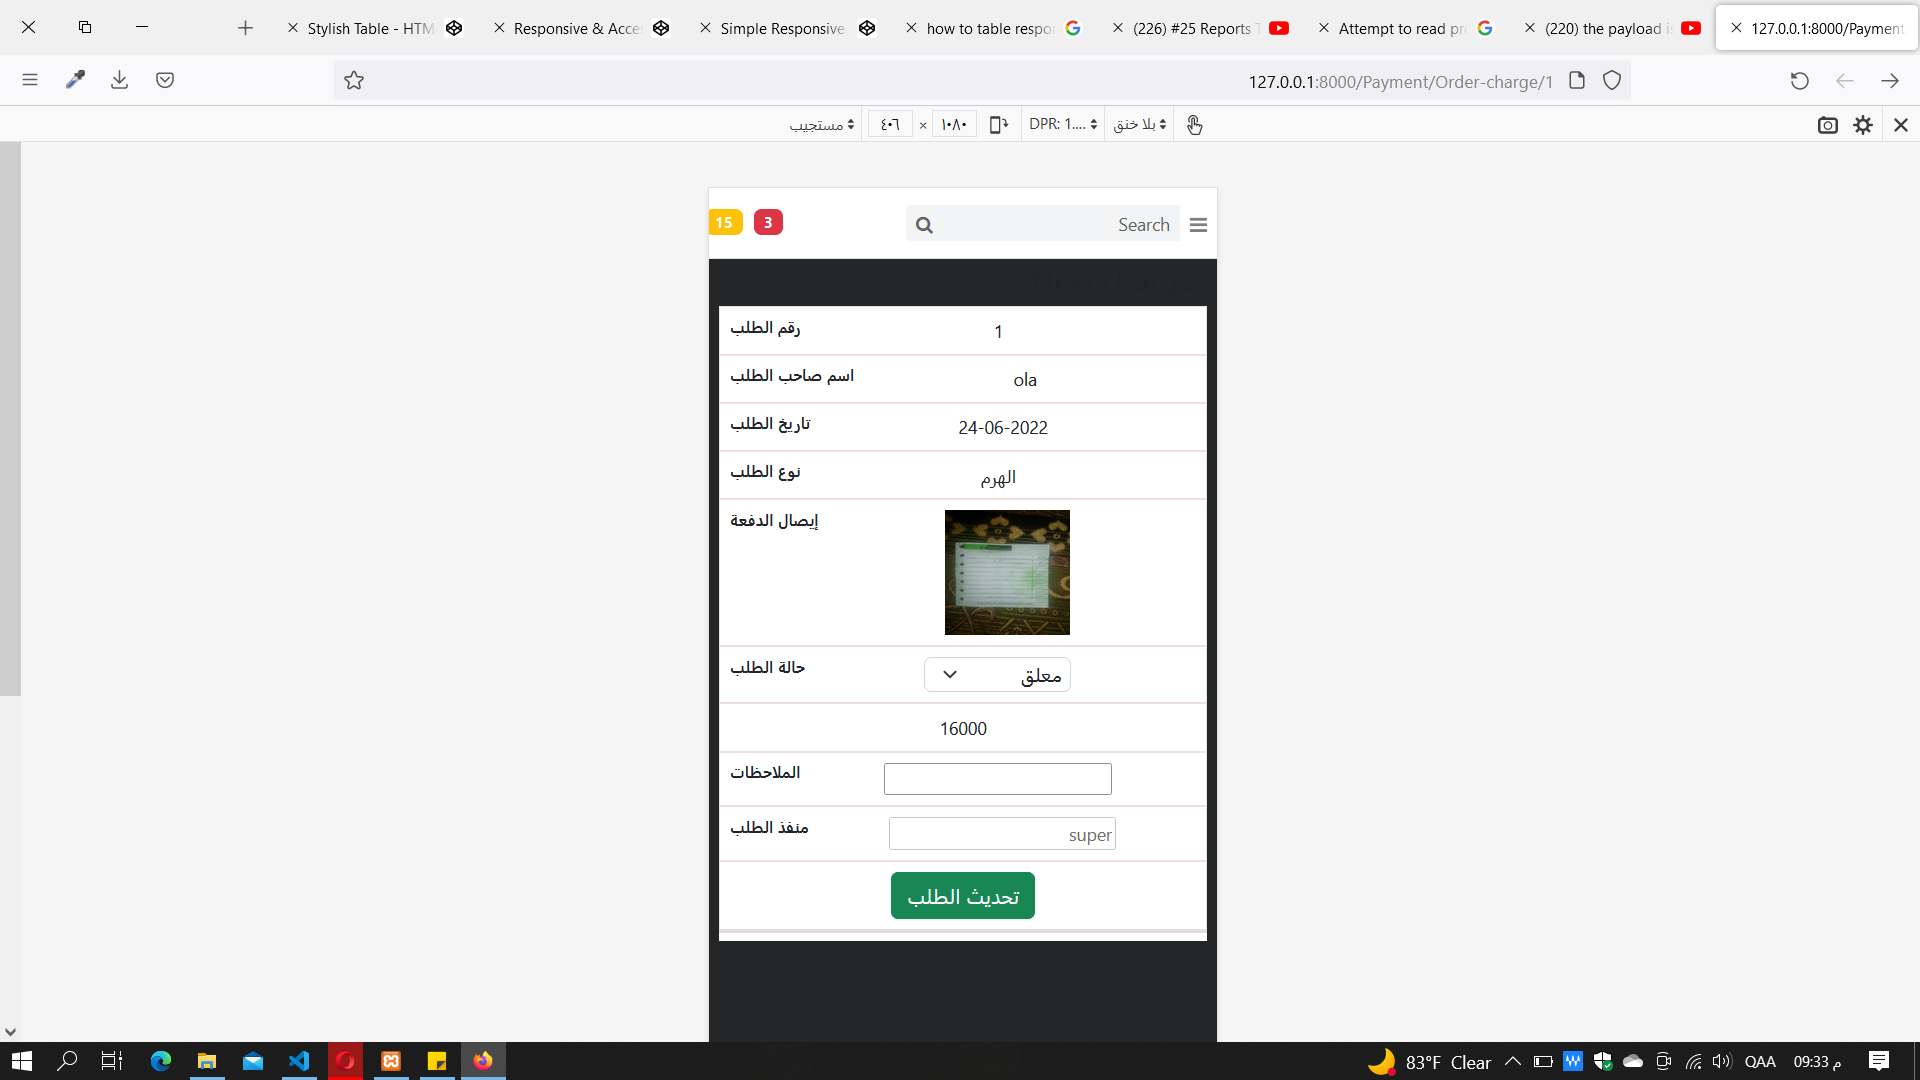 Stylish Table - HTM
Responsive & Acce
Simple Responsive
how to table respo
(226) #25 Reports T
Attempt to read pr
(220) the payload is
127.0.0.1:8000/Payment
127.0.0.1:8000/Payment/Order-charge/1
مستجيب
٤٠٦ × ١٠٨٠
DPR: 1....
بلا خنق
15
3
Search
رقم الطلب
1
اسم صاحب الطلب
ola
تاريخ الطلب
24-06-2022
نوع الطلب
الهرم
إيصال الدفعة
حالة الطلب
معلق
16000
الملاحظات
منفذ الطلب
super
تحديث الطلب
83°F Clear
QAA
09:33 م